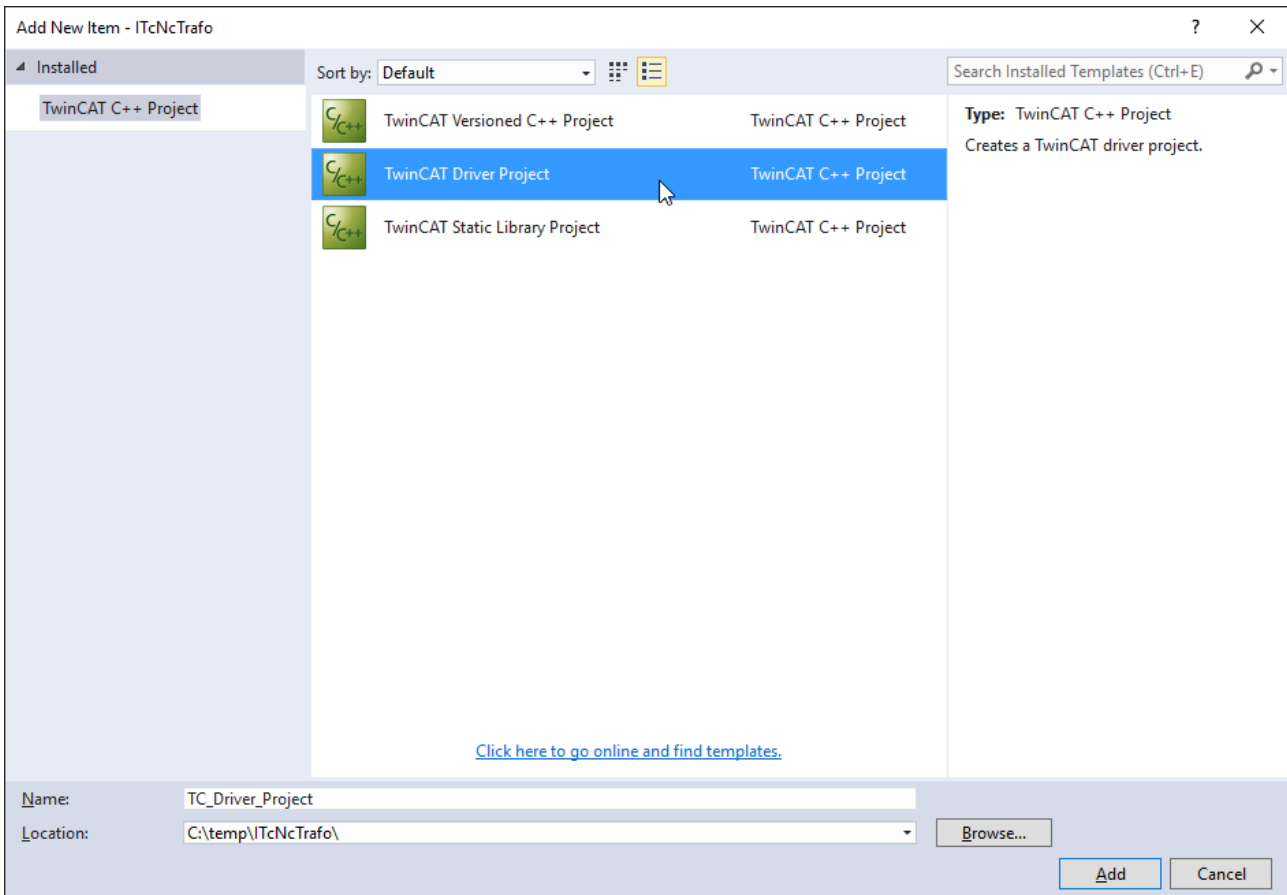 Add New Item - ITcNcTrafo
?
Installed
Sort by: Default
Search Installed Templates (Ctrl+E)
TwinCAT C++ Project
C/C++ TwinCAT Versioned C++ Project TwinCAT C++ Project
C/C++ TwinCAT Driver Project TwinCAT C++ Project
C/C++ TwinCAT Static Library Project TwinCAT C++ Project
Type: TwinCAT C++ Project
Creates a TwinCAT driver project.
Click here to go online and find templates.
Name: TC_Driver_Project
Location: C:\temp\ITcNcTrafo\ Browse...
Add Cancel